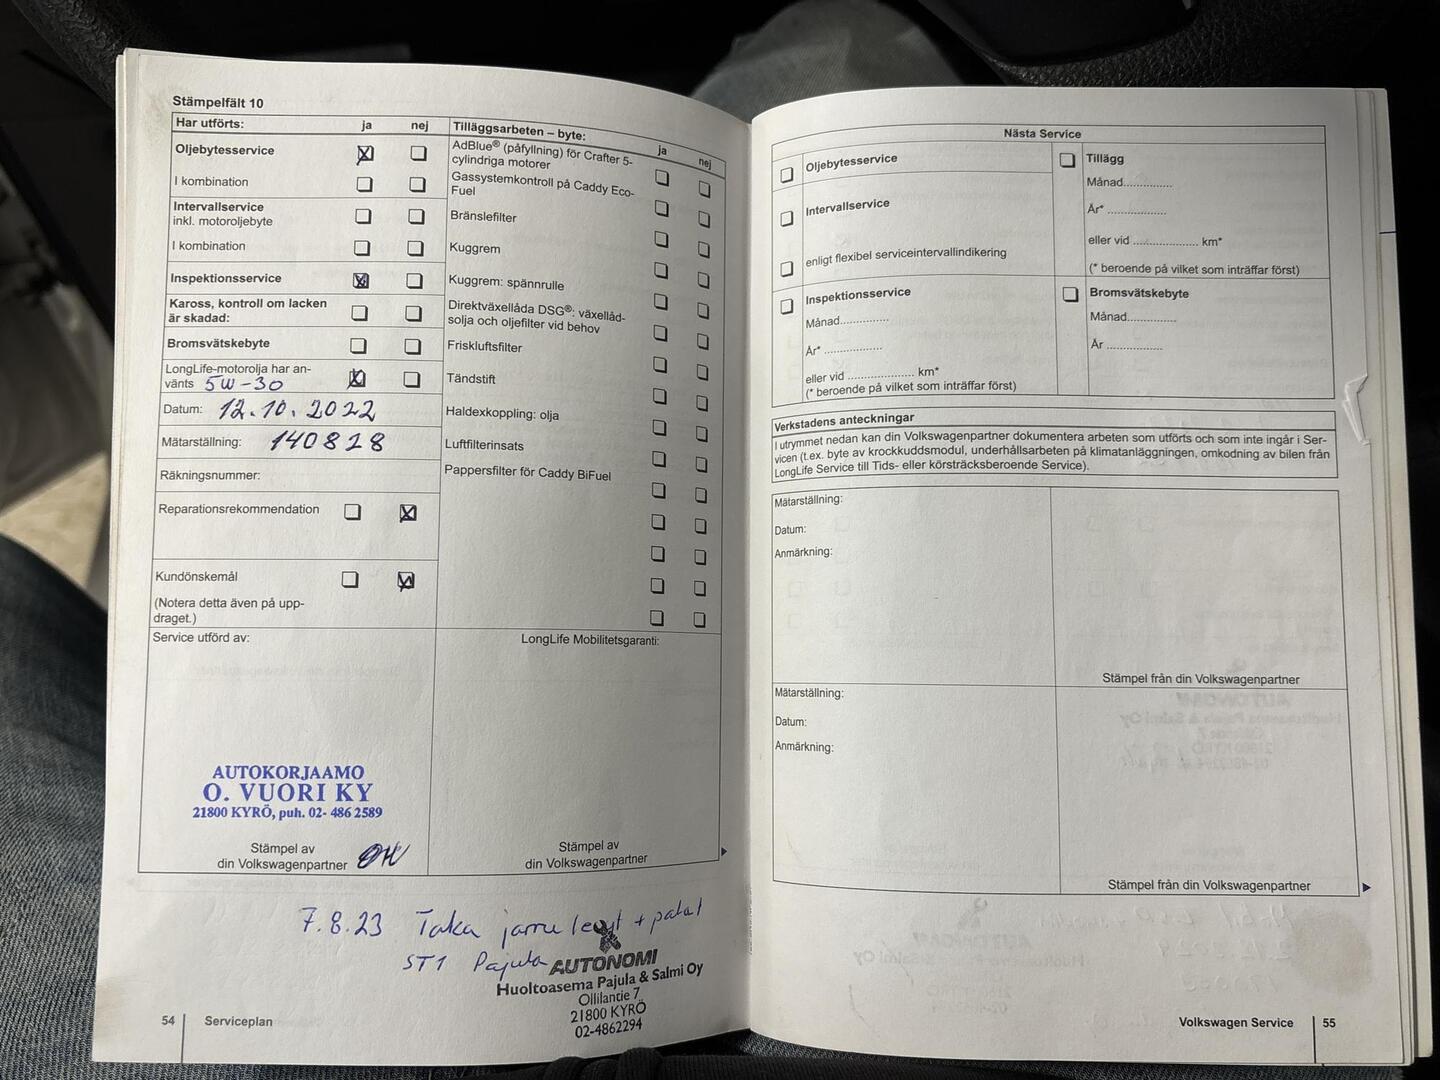 Stämpelfält 10
Har utförts: ja nej
Oljebytesservice
I kombination
Intervallservice
inkl. motoroljebyte
I kombination
Inspektionsservice
Kaross, kontroll om lacken
är skadad:
Bromsvätskebyte
LongLife-motorolja har an-
vänts 5W-30
Datum: 12.10.2022
Mätarställning: 140828
Räkningsnummer:
Reparationsrekommendation
Kundönskemål
(Notera detta även på upp-
draget.)
Service utförd av:
AUTOKORJAAMO
O. VUORI KY
21800 KYRÖ, puh. 02- 486 2589
Stämpel av
din Volkswagenpartner
Tilläggsarbeten – byte: ja nej
AdBlue® (påfyllning) för Crafter 5-
cylindriga motorer
Gassystemkontroll på Caddy Eco-
Fuel
Bränslefilter
Kuggrem
Kuggrem: spännrulle
Direktväxellåda DSG®: växellåd-
solja och oljefilter vid behov
Friskluftsfilter
Tändstift
Haldexkoppling: olja
Luftfilterinsats
Pappersfilter för Caddy BiFuel
LongLife Mobilitetsgaranti:
Stämpel av
din Volkswagenpartner
7.8.23 Taka jarru levyt + palat
ST1 Pajula
AUTONOMI
Huoltoasema Pajula & Salmi Oy
Ollilantie 7
21800 KYRÖ
02-4862294
54 Serviceplan
Nästa Service
Oljebytesservice
Intervallservice
enligt flexibel serviceintervallindikering
Inspektionsservice
Månad..............
År* .................
eller vid .................... km*
(* beroende på vilket som inträffar först)
Tillägg
Månad..............
År* .................
eller vid .................... km*
(* beroende på vilket som inträffar först)
Bromsvätskebyte
Månad..............
År .................
Verkstadens anteckningar
I utrymmet nedan kan din Volkswagenpartner dokumentera arbeten som utförts och som inte ingår i Ser-
vicen (t.ex. byte av krockkuddsmodul, underhållsarbeten på klimatanläggningen, omkodning av bilen från
LongLife Service till Tids- eller körsträcksberoende Service).
Mätarställning:
Datum:
Anmärkning:
Stämpel från din Volkswagenpartner
Mätarställning:
Datum:
Anmärkning:
Stämpel från din Volkswagenpartner
Volkswagen Service 55